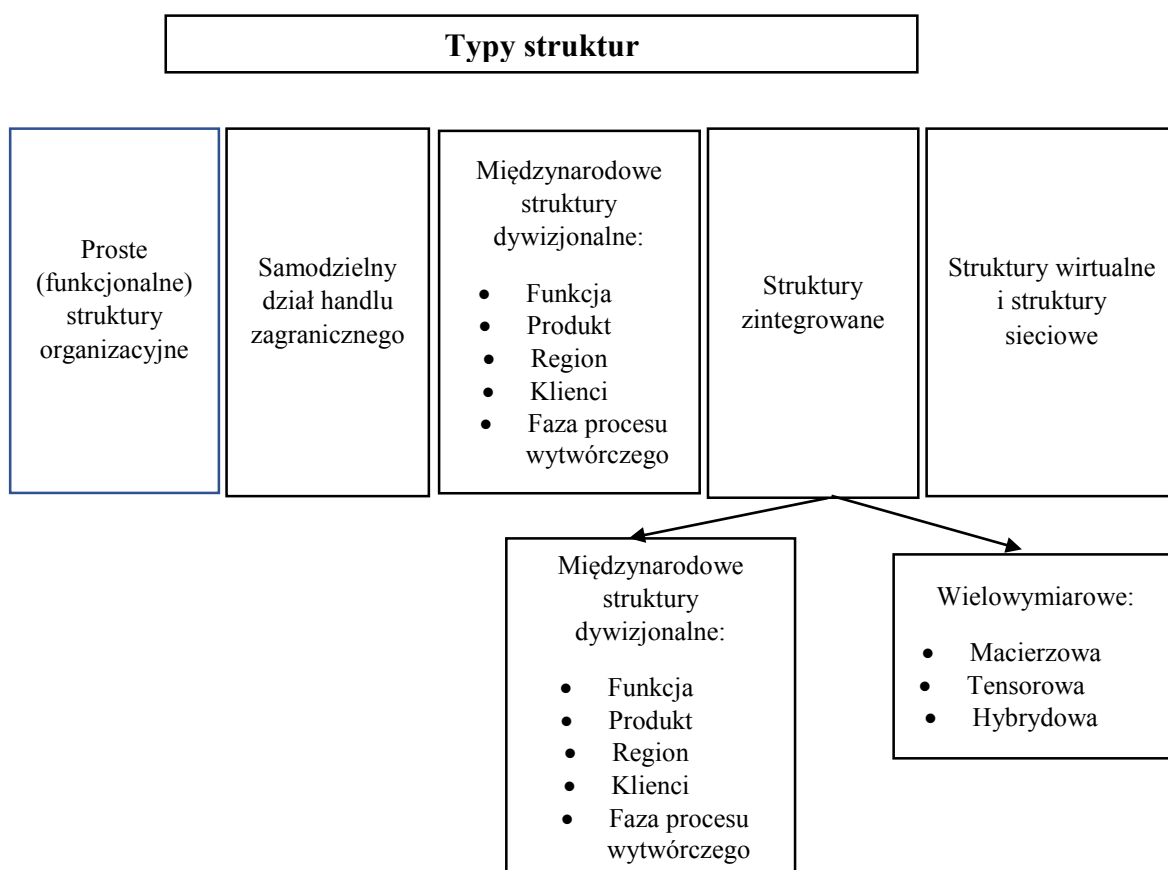 Typy struktur
Proste
(funkcjonalne)
struktury
organizacyjne
Samodzielny
dział handlu
zagranicznego
Międzynarodowe
struktury
dywizjonalne:
• Funkcja
• Produkt
• Region
• Klienci
• Faza procesu
wytwórczego
Struktury
zintegrowane
Struktury wirtualne
i struktury
sieciowe
Międzynarodowe
struktury
dywizjonalne:
• Funkcja
• Produkt
• Region
• Klienci
• Faza procesu
wytwórczego
Wielowymiarowe:
• Macierzowa
• Tensorowa
• Hybrydowa